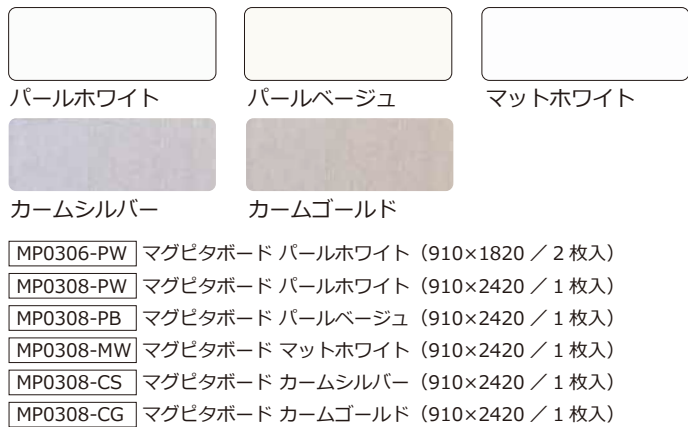 パールホワイト パールベージュ マットホワイト
カームシルバー カームゴールド
MP0306-PW マグピタボード パールホワイト（910×1820 ／ 2 枚入）
MP0308-PW マグピタボード パールホワイト（910×2420 ／ 1 枚入）
MP0308-PB マグピタボード パールベージュ（910×2420 ／ 1 枚入）
MP0308-MW マグピタボード マットホワイト（910×2420 ／ 1 枚入）
MP0308-CS マグピタボード カームシルバー（910×2420 ／ 1 枚入）
MP0308-CG マグピタボード カームゴールド（910×2420 ／ 1 枚入）